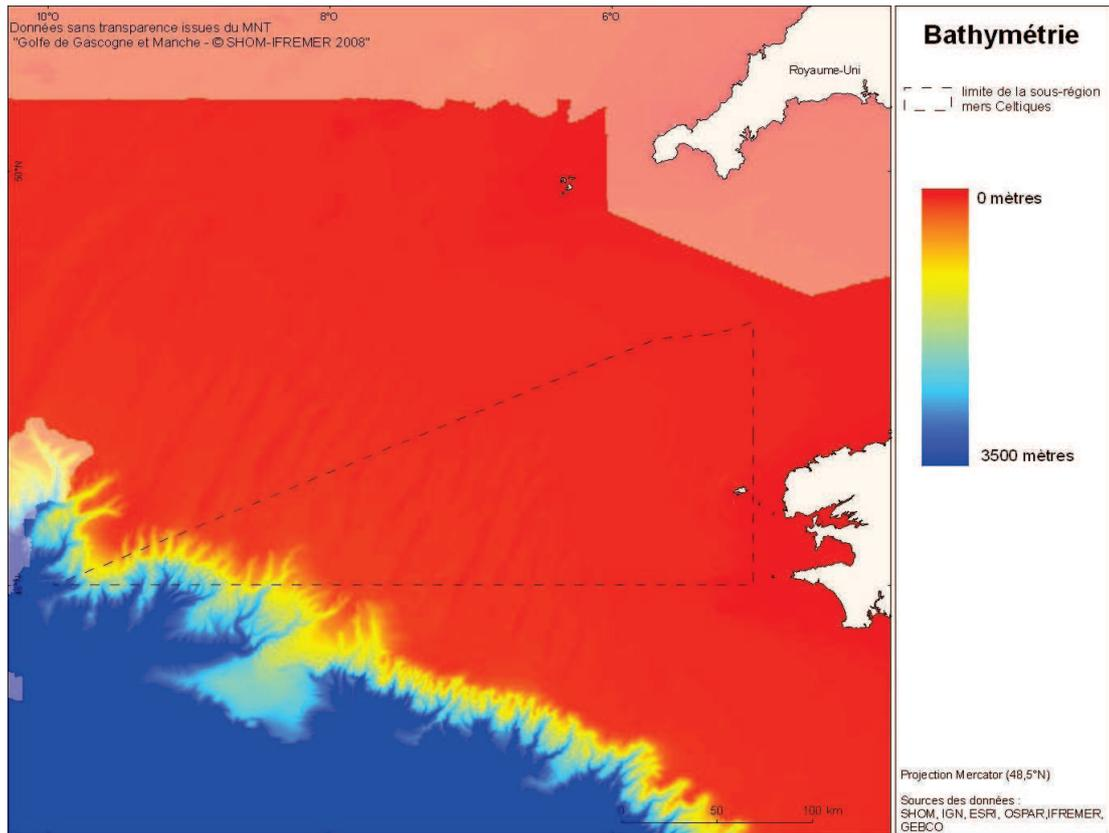 10°O
8°O
6°O
Données sans transparence issues du MNT
"Golfe de Gascogne et Manche - © SHOM-IFREMER 2008"
Royaume-Uni
50°N
48°N
0
50
100 km
Bathymétrie
limite de la sous-région
mers Celtiques
0 mètres
3500 mètres
Projection Mercator (48,5°N)
Sources des données :
SHOM, IGN, ESRI, OSPAR,IFREMER,
GEBCO